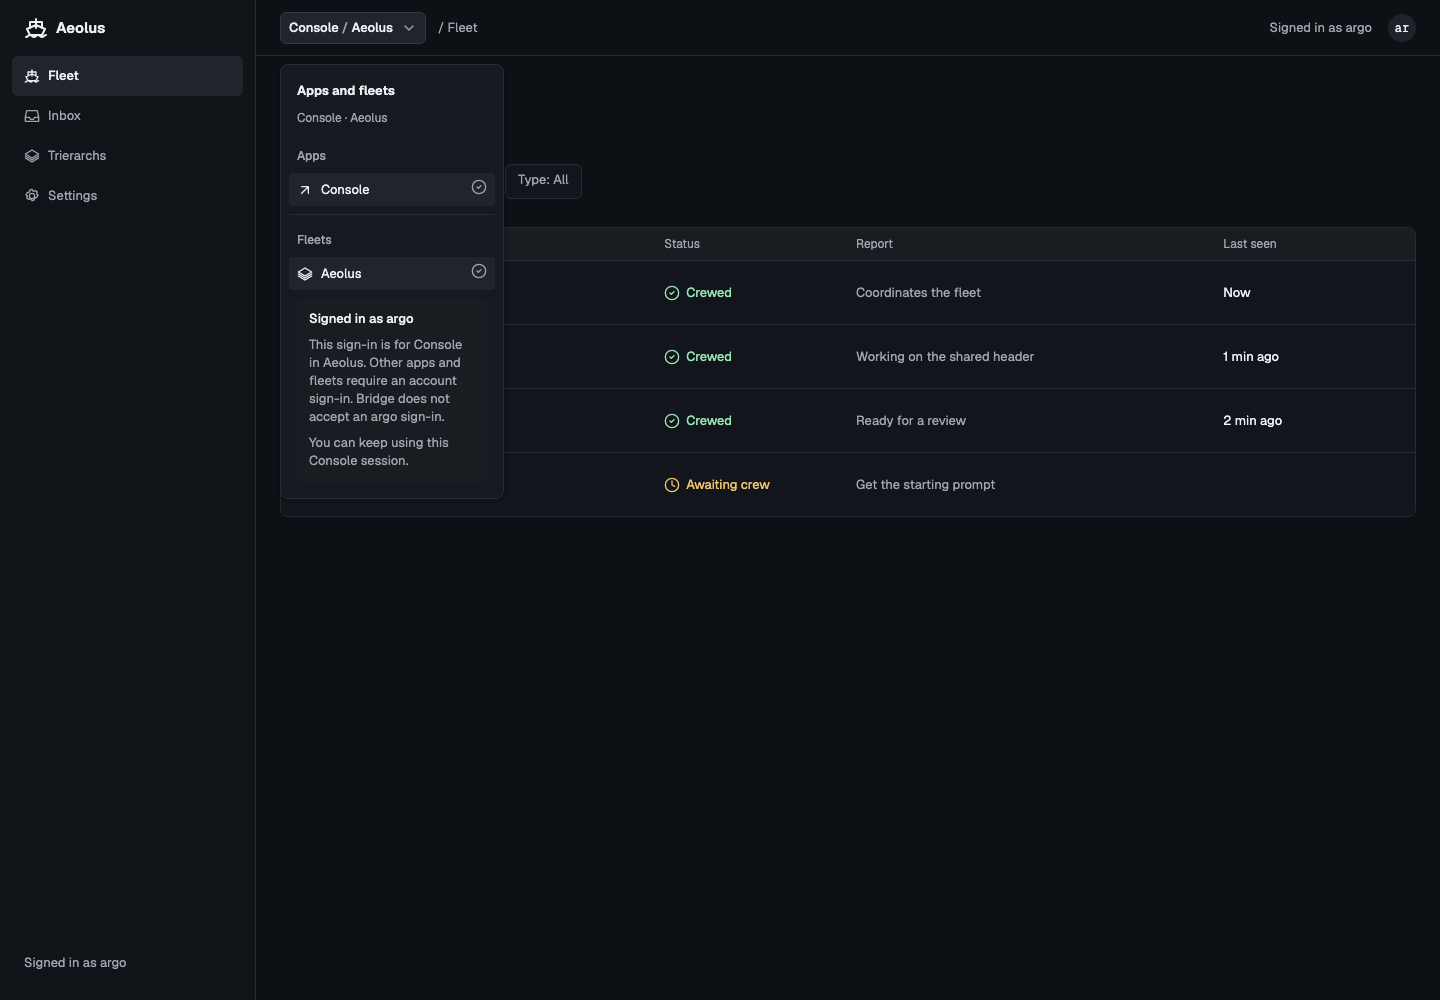 Aeolus
Fleet
Inbox
Trierarchs
Settings
Signed in as argo
Console / Aeolus
/ Fleet
Signed in as argo
ar
Apps and fleets
Console · Aeolus
Apps
Console
Fleets
Aeolus
Signed in as argo
This sign-in is for Console
in Aeolus. Other apps and
fleets require an account
sign-in. Bridge does not
accept an argo sign-in.
You can keep using this
Console session.
Type: All
Status Report Last seen
Crewed Coordinates the fleet Now
Crewed Working on the shared header 1 min ago
Crewed Ready for a review 2 min ago
Awaiting crew Get the starting prompt